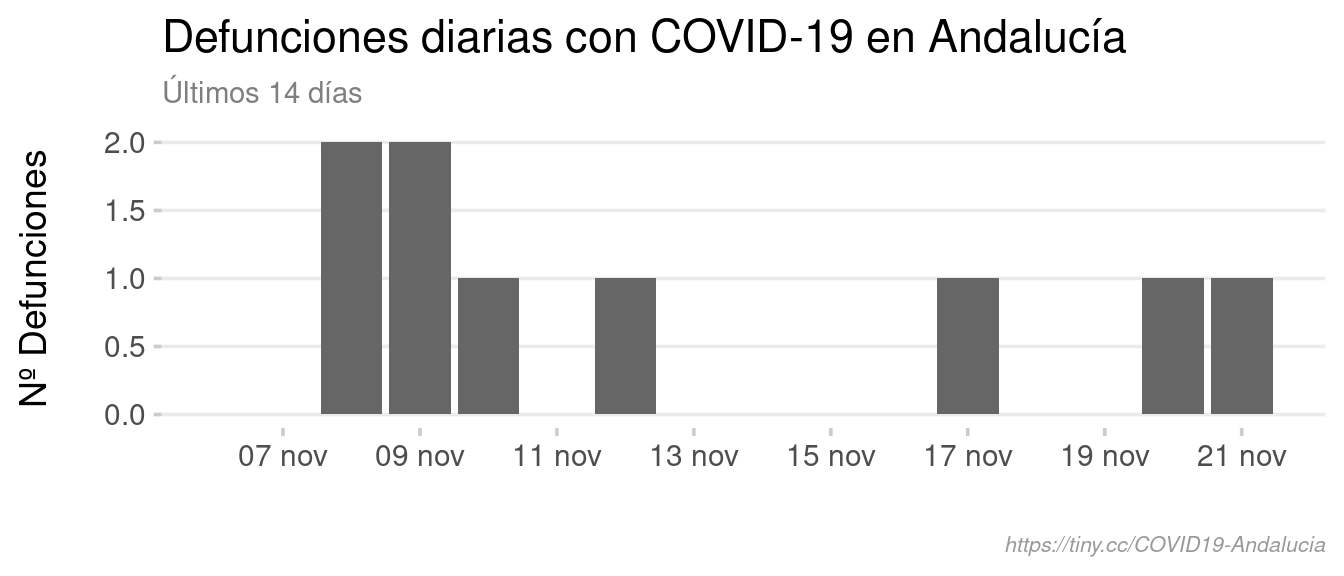 Defunciones diarias con COVID-19 en Andalucía
Últimos 14 días
Nº Defunciones
2.0
1.5
1.0
0.5
0.0
07 nov 09 nov 11 nov 13 nov 15 nov 17 nov 19 nov 21 nov
https://tiny.cc/COVID19-Andalucia